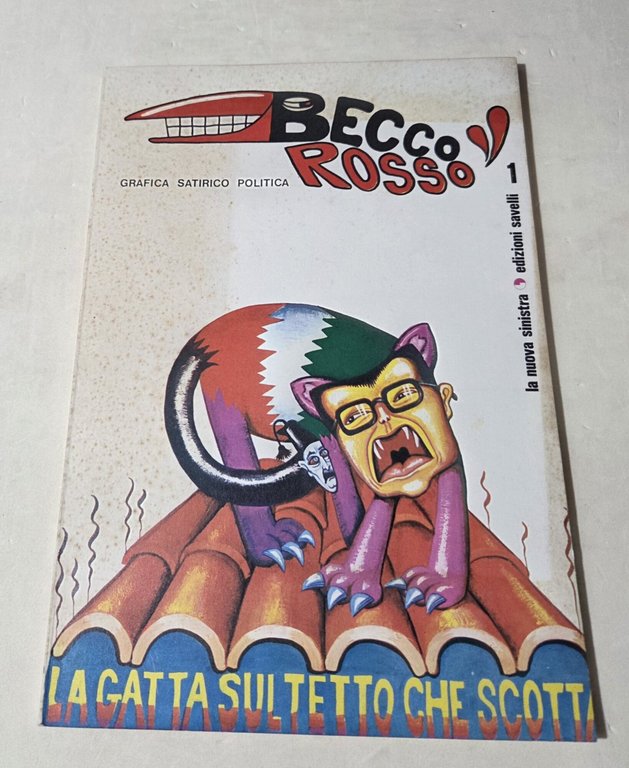 BECCO
ROSSO
GRAFICA SATIRICO POLITICA
1
la nuova sinistra edizioni savelli
LA GATTA SUL TETTO CHE SCOTTA